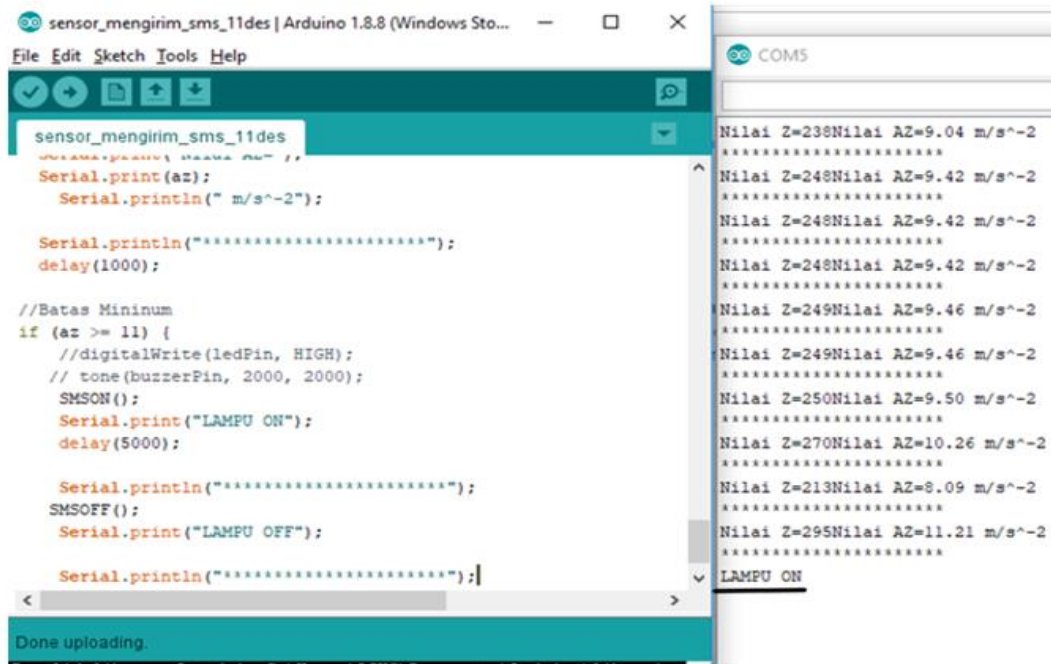 sensor_mengirim_sms_11des | Arduino 1.8.8 (Windows Sto...
File Edit Sketch Tools Help
sensor_mengirim_sms_11des
Serial.print(az);
Serial.println(" m/s^-2");
Serial.println("**********************");
delay(1000);
//Batas Mininum
if (az >= 11) {
//digitalWrite(ledPin, HIGH);
// tone(buzzerPin, 2000, 2000);
SMSON();
Serial.print("LAMPU ON");
delay(5000);
Serial.println("**********************");
SMSOFF();
Serial.print("LAMPU OFF");
Serial.println("**********************");
Done uploading.
COM5
Nilai Z=238Nilai AZ=9.04 m/s^-2
**********************
Nilai Z=248Nilai AZ=9.42 m/s^-2
**********************
Nilai Z=248Nilai AZ=9.42 m/s^-2
**********************
Nilai Z=248Nilai AZ=9.42 m/s^-2
**********************
Nilai Z=249Nilai AZ=9.46 m/s^-2
**********************
Nilai Z=249Nilai AZ=9.46 m/s^-2
**********************
Nilai Z=250Nilai AZ=9.50 m/s^-2
**********************
Nilai Z=270Nilai AZ=10.26 m/s^-2
**********************
Nilai Z=213Nilai AZ=8.09 m/s^-2
**********************
Nilai Z=295Nilai AZ=11.21 m/s^-2
**********************
LAMPU ON